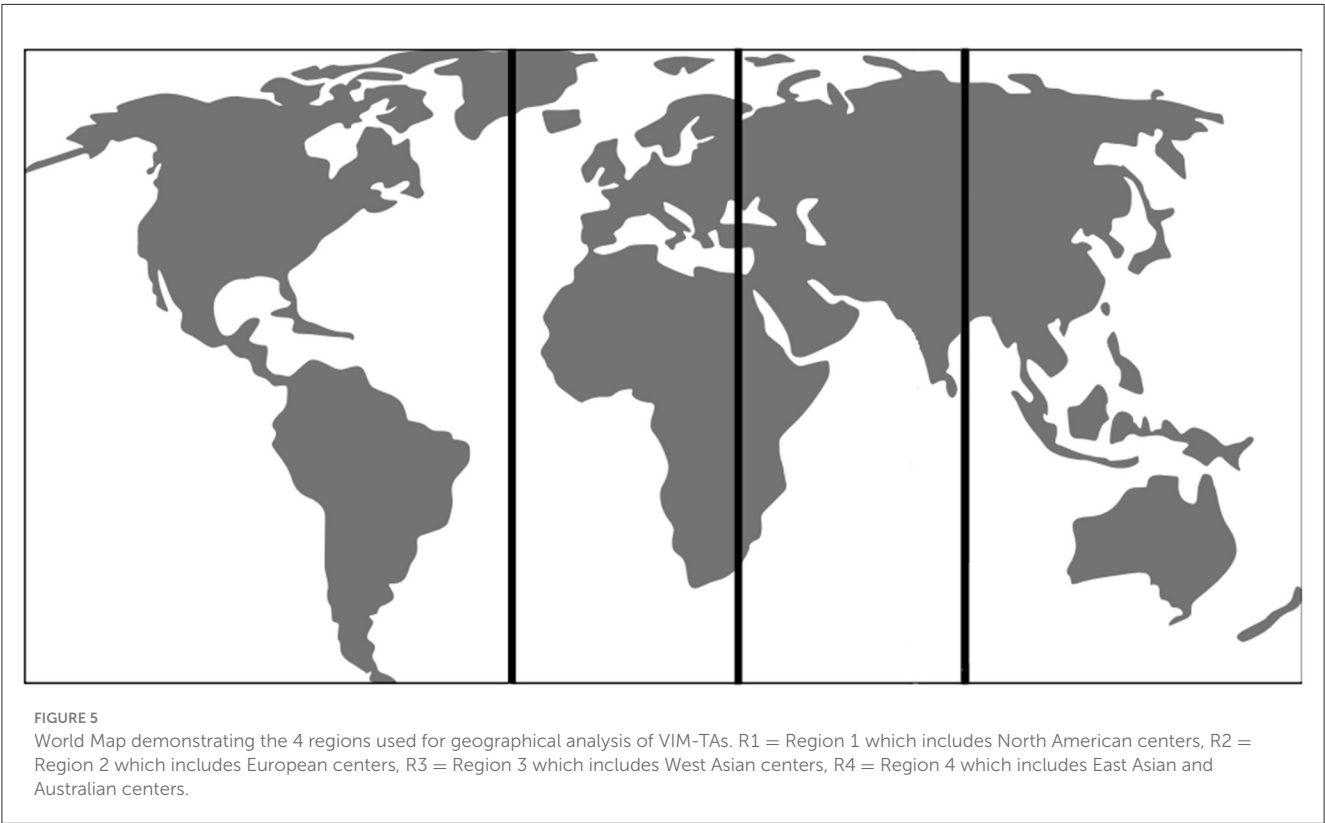 FIGURE 5
World Map demonstrating the 4 regions used for geographical analysis of VIM-TAs. R1 = Region 1 which includes North American centers, R2 =
Region 2 which includes European centers, R3 = Region 3 which includes West Asian centers, R4 = Region 4 which includes East Asian and
Australian centers.